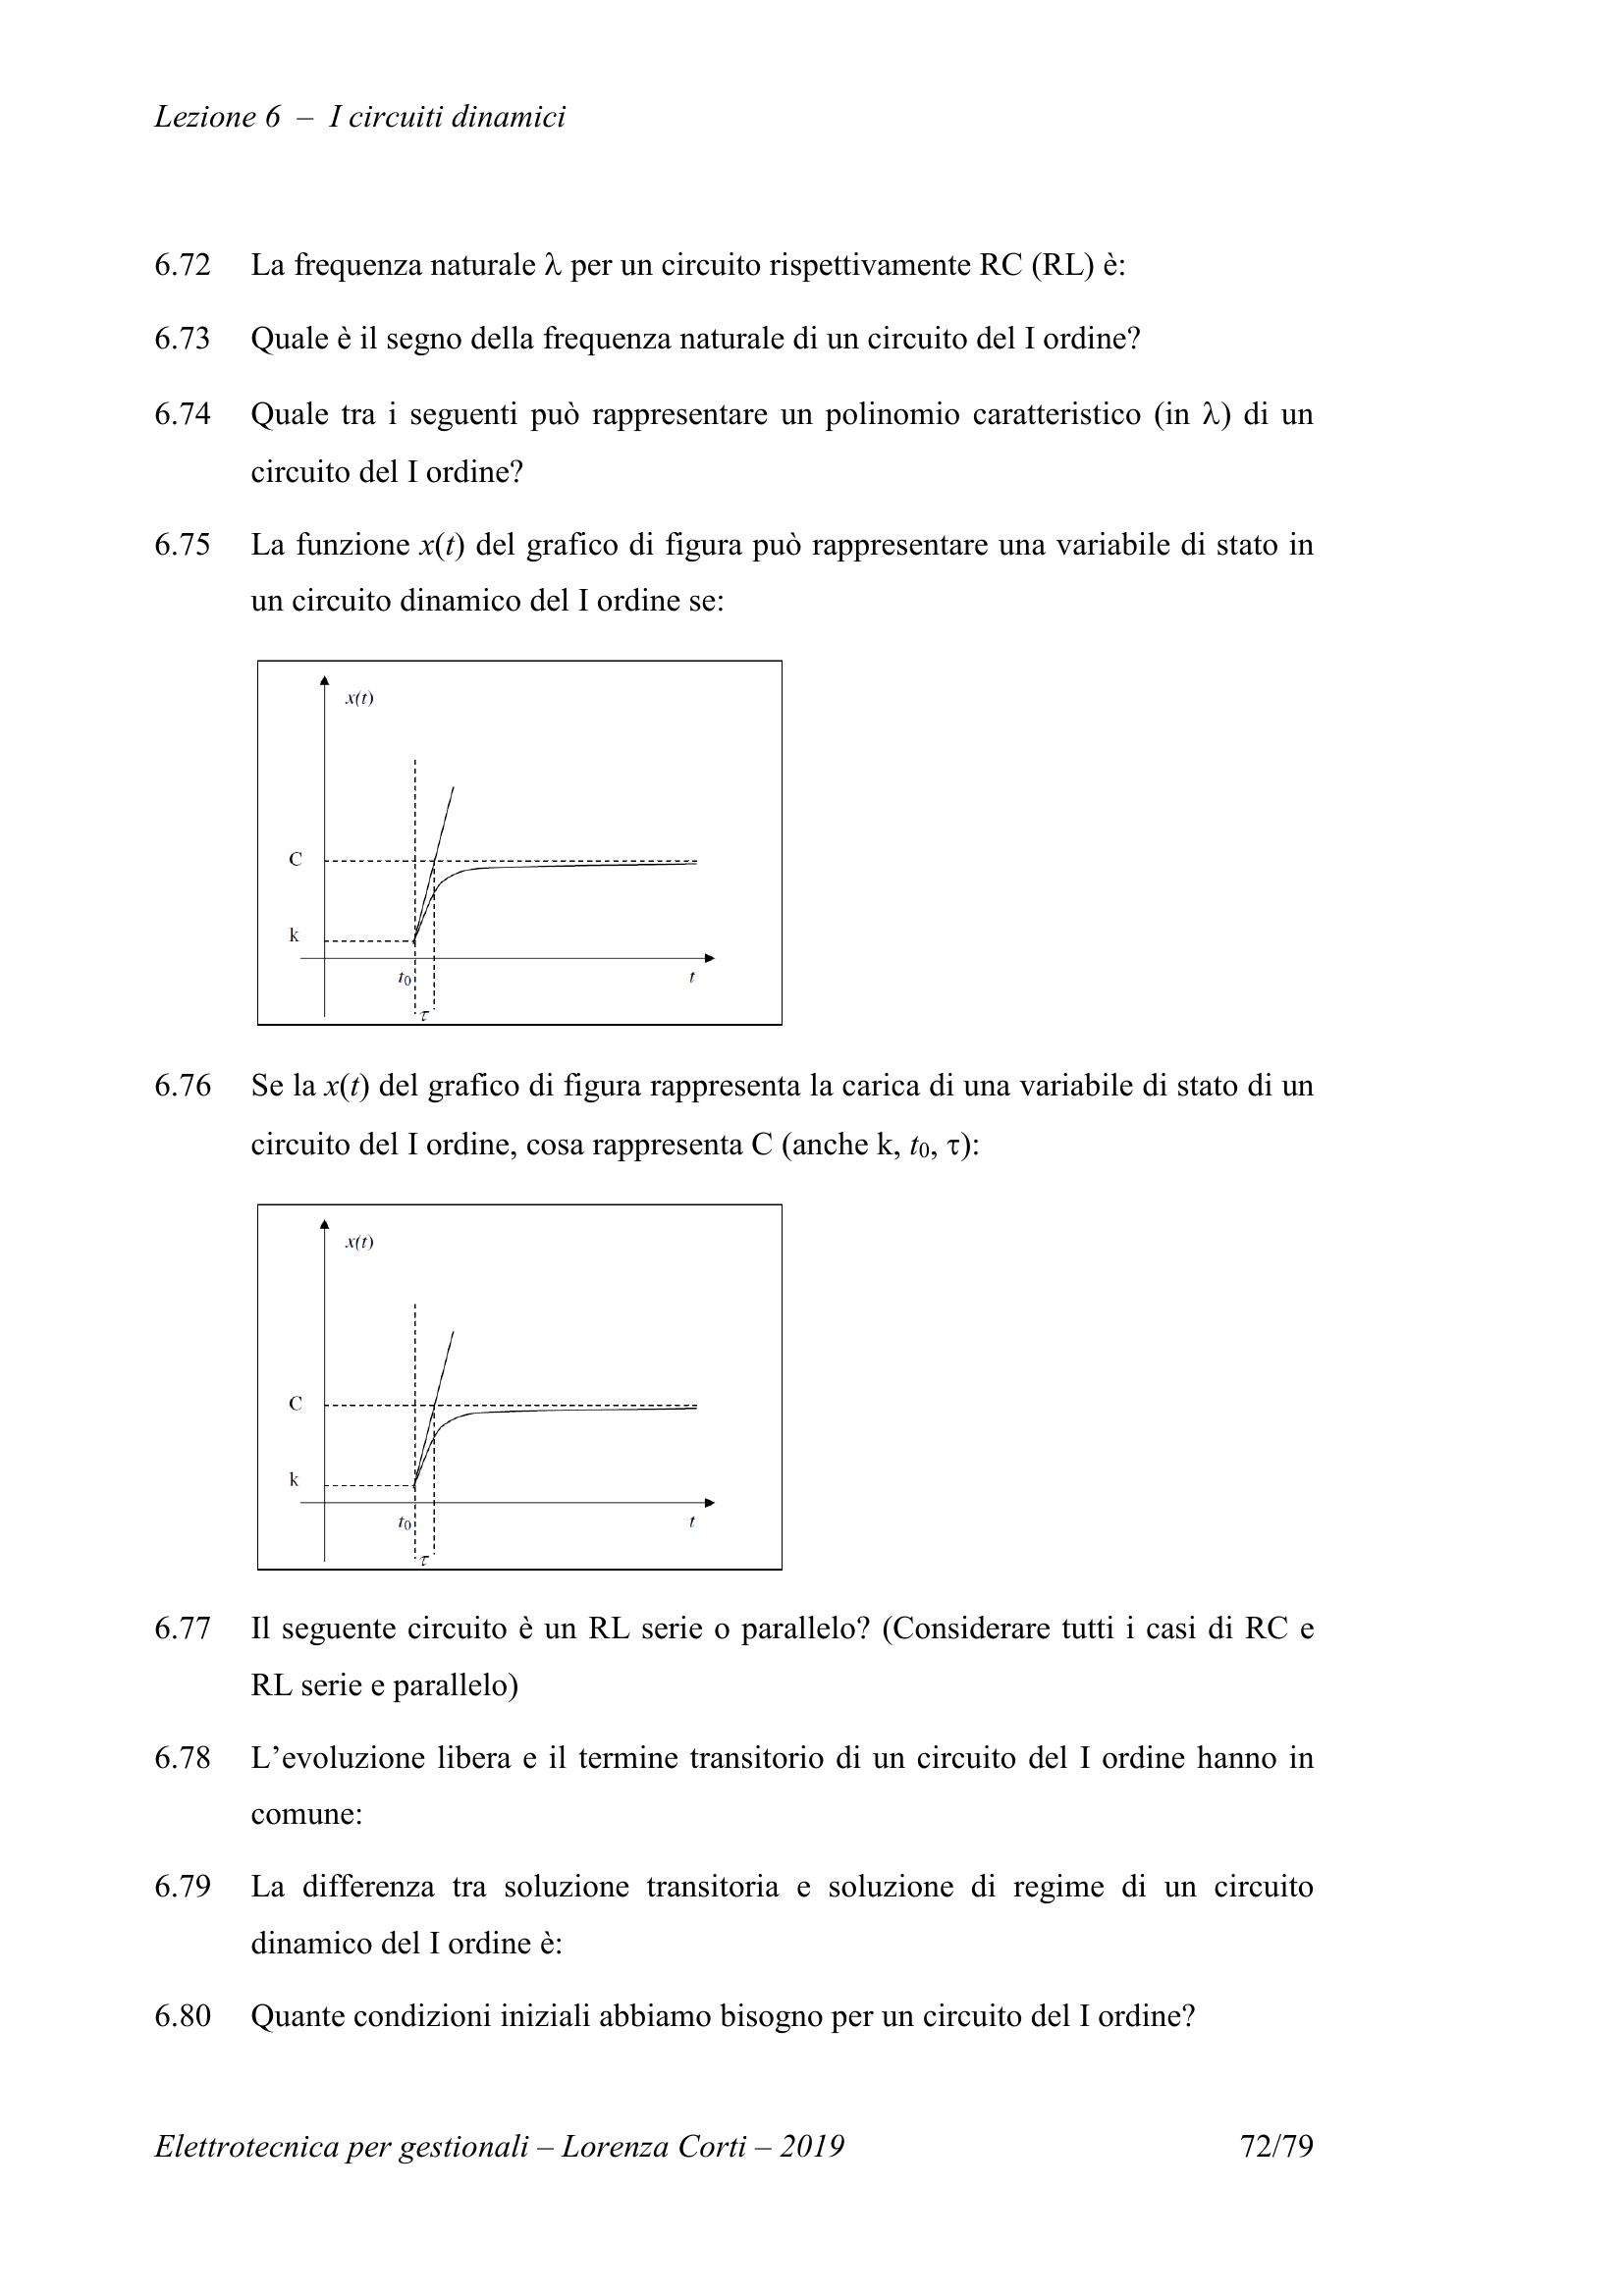 Lezione 6 – I circuiti dinamici
6.72 La frequenza naturale λ per un circuito rispettivamente RC (RL) è:
6.73 Quale è il segno della frequenza naturale di un circuito del I ordine?
6.74 Quale tra i seguenti può rappresentare un polinomio caratteristico (in λ) di un
circuito del I ordine?
6.75 La funzione x(t) del grafico di figura può rappresentare una variabile di stato in
un circuito dinamico del I ordine se:
x(t)
C
k
t0 t
τ
6.76 Se la x(t) del grafico di figura rappresenta la carica di una variabile di stato di un
circuito del I ordine, cosa rappresenta C (anche k, t0, τ):
x(t)
C
k
t0 t
τ
6.77 Il seguente circuito è un RL serie o parallelo? (Considerare tutti i casi di RC e
RL serie e parallelo)
6.78 L’evoluzione libera e il termine transitorio di un circuito del I ordine hanno in
comune:
6.79 La differenza tra soluzione transitoria e soluzione di regime di un circuito
dinamico del I ordine è:
6.80 Quante condizioni iniziali abbiamo bisogno per un circuito del I ordine?
Elettrotecnica per gestionali – Lorenza Corti – 2019 72/79